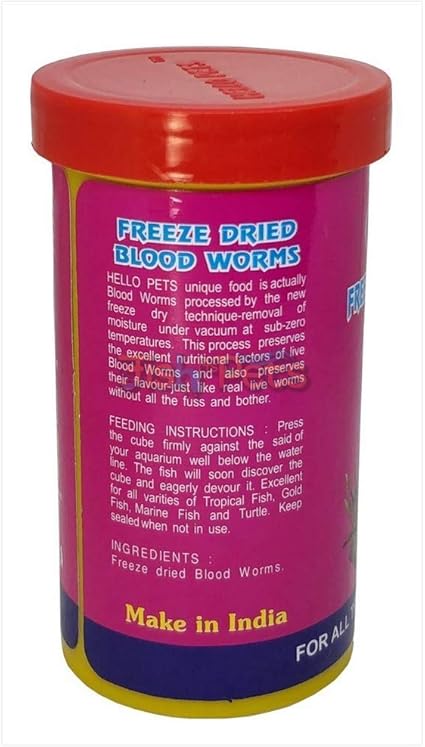 FREEZE DRIED
BLOOD WORMS
HELLO PETS unique food is actually
Blood Worms processed by the new
freeze dry technique-removal of
moisture under vacuum at sub-zero
temperatures. This process preserves
the excellent nutritional factors of live
Blood Worms and also preserves
their flavour-just like real live worms
without all the fuss and bother.
FEEDING INSTRUCTIONS : Press
the cube firmly against the said of
your aquarium well below the water
line. The fish will soon discover the
cube and eagerly devour it. Excellent
for all varities of Tropical Fish, Gold
Fish, Marine Fish and Turtle. Keep
sealed when not in use.
INGREDIENTS :
Freeze dried Blood Worms.
Make in India
FOR ALL T